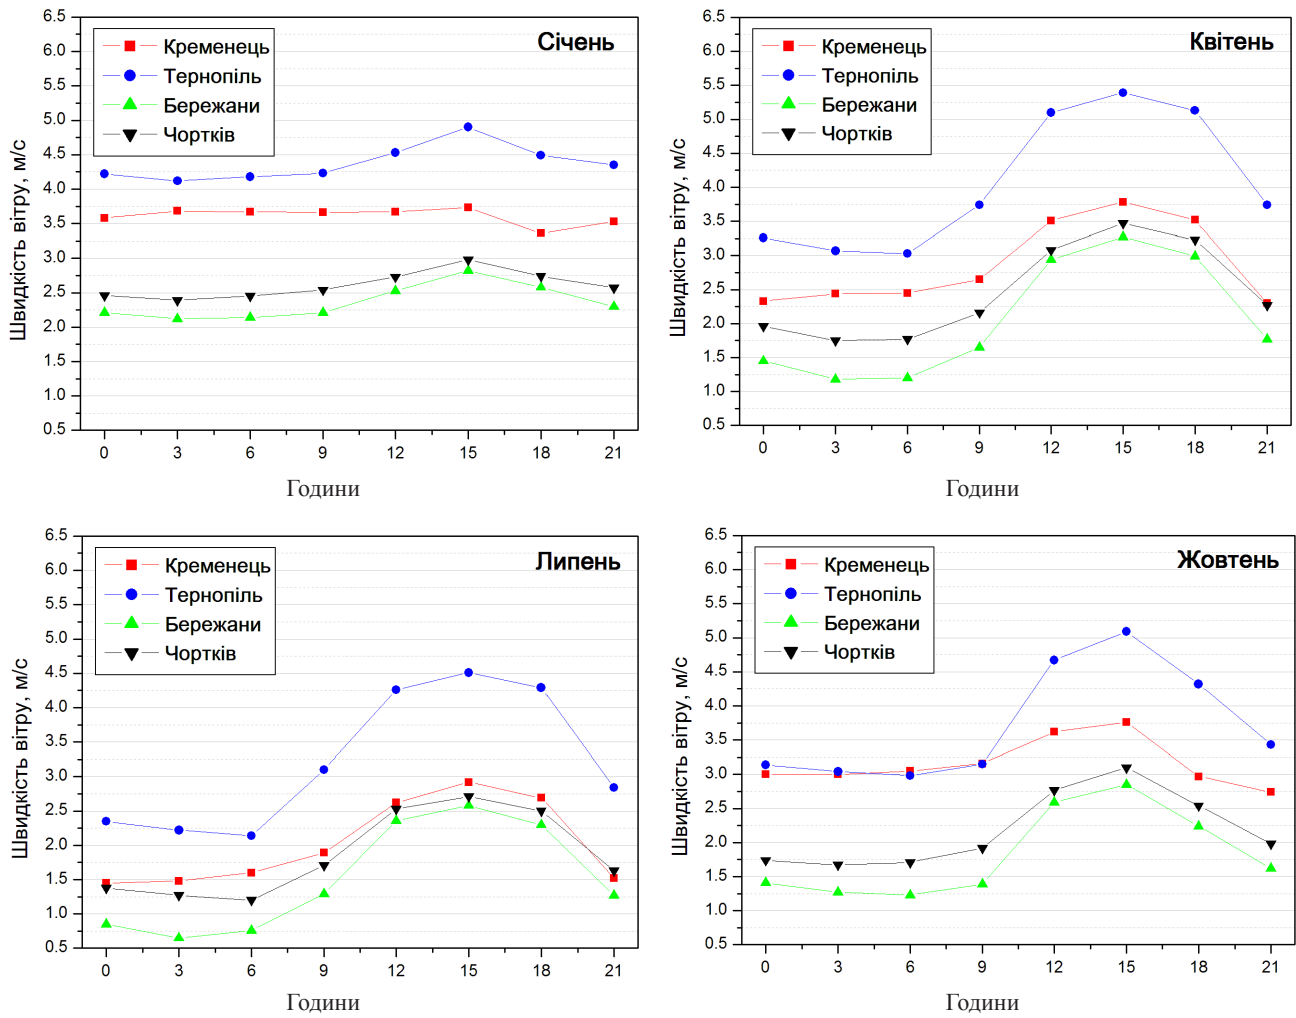 Січень
Кременець
Тернопіль
Бережани
Чортків
Швидкість вітру, м/с
6.5
6.0
5.5
5.0
4.5
4.0
3.5
3.0
2.5
2.0
1.5
1.0
0.5
0 3 6 9 12 15 18 21
Години
Квітень
Кременець
Тернопіль
Бережани
Чортків
Швидкість вітру, м/с
6.5
6.0
5.5
5.0
4.5
4.0
3.5
3.0
2.5
2.0
1.5
1.0
0.5
0 3 6 9 12 15 18 21
Години
Липень
Кременець
Тернопіль
Бережани
Чортків
Швидкість вітру, м/с
6.5
6.0
5.5
5.0
4.5
4.0
3.5
3.0
2.5
2.0
1.5
1.0
0.5
0 3 6 9 12 15 18 21
Години
Жовтень
Кременець
Тернопіль
Бережани
Чортків
Швидкість вітру, м/с
6.5
6.0
5.5
5.0
4.5
4.0
3.5
3.0
2.5
2.0
1.5
1.0
0.5
0 3 6 9 12 15 18 21
Години